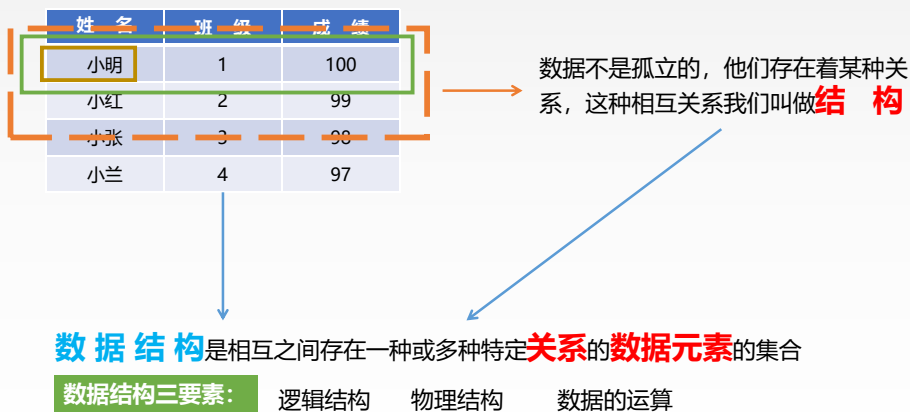 姓 名 班 级 成 绩
小明 1 100
小红 2 99
小张 3 98
小兰 4 97
数据不是孤立的，他们存在着某种关
系，这种相互关系我们叫做结 构
数 据 结 构是相互之间存在一种或多种特定关系的数据元素的集合
数据结构三要素： 逻辑结构 物理结构 数据的运算